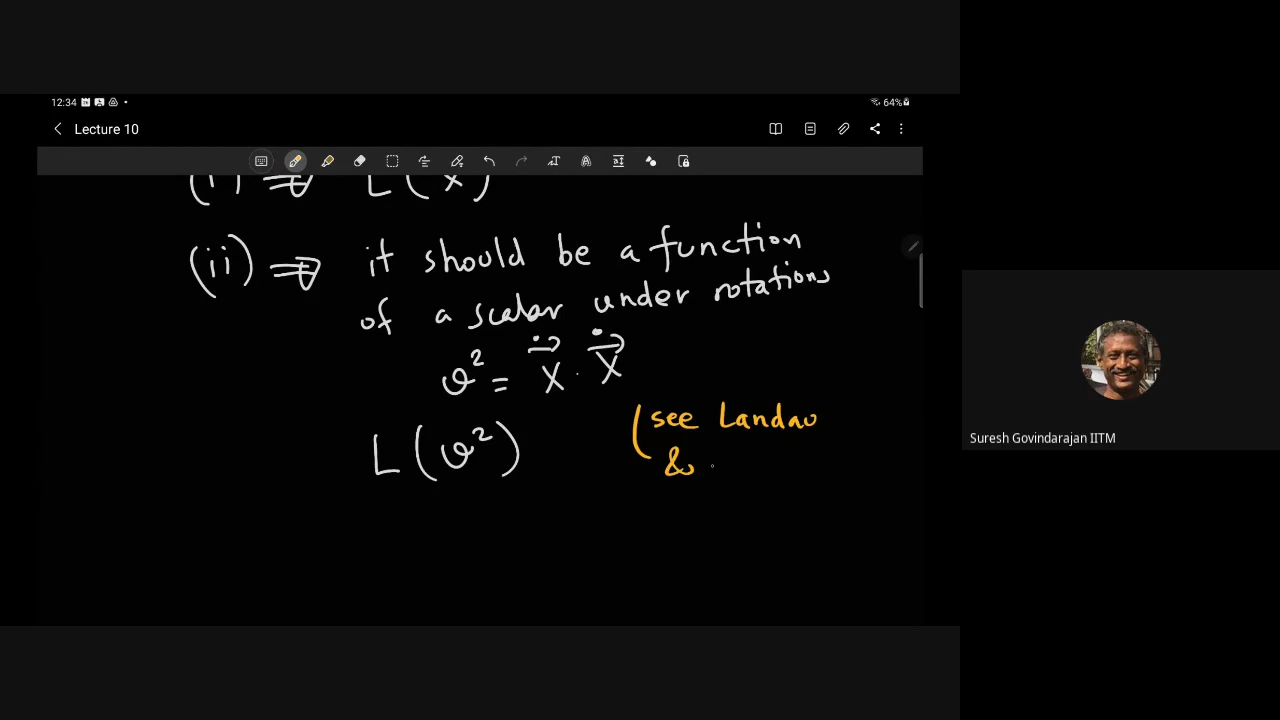 12:34
64%
Lecture 10
(i) ⇒ L(ẋ)
(ii) ⇒ it should be a function
of a scalar under rotations
v² = ẋ⃗ . ẋ⃗
L(v²)
(see Landau
&
Suresh Govindarajan IITM